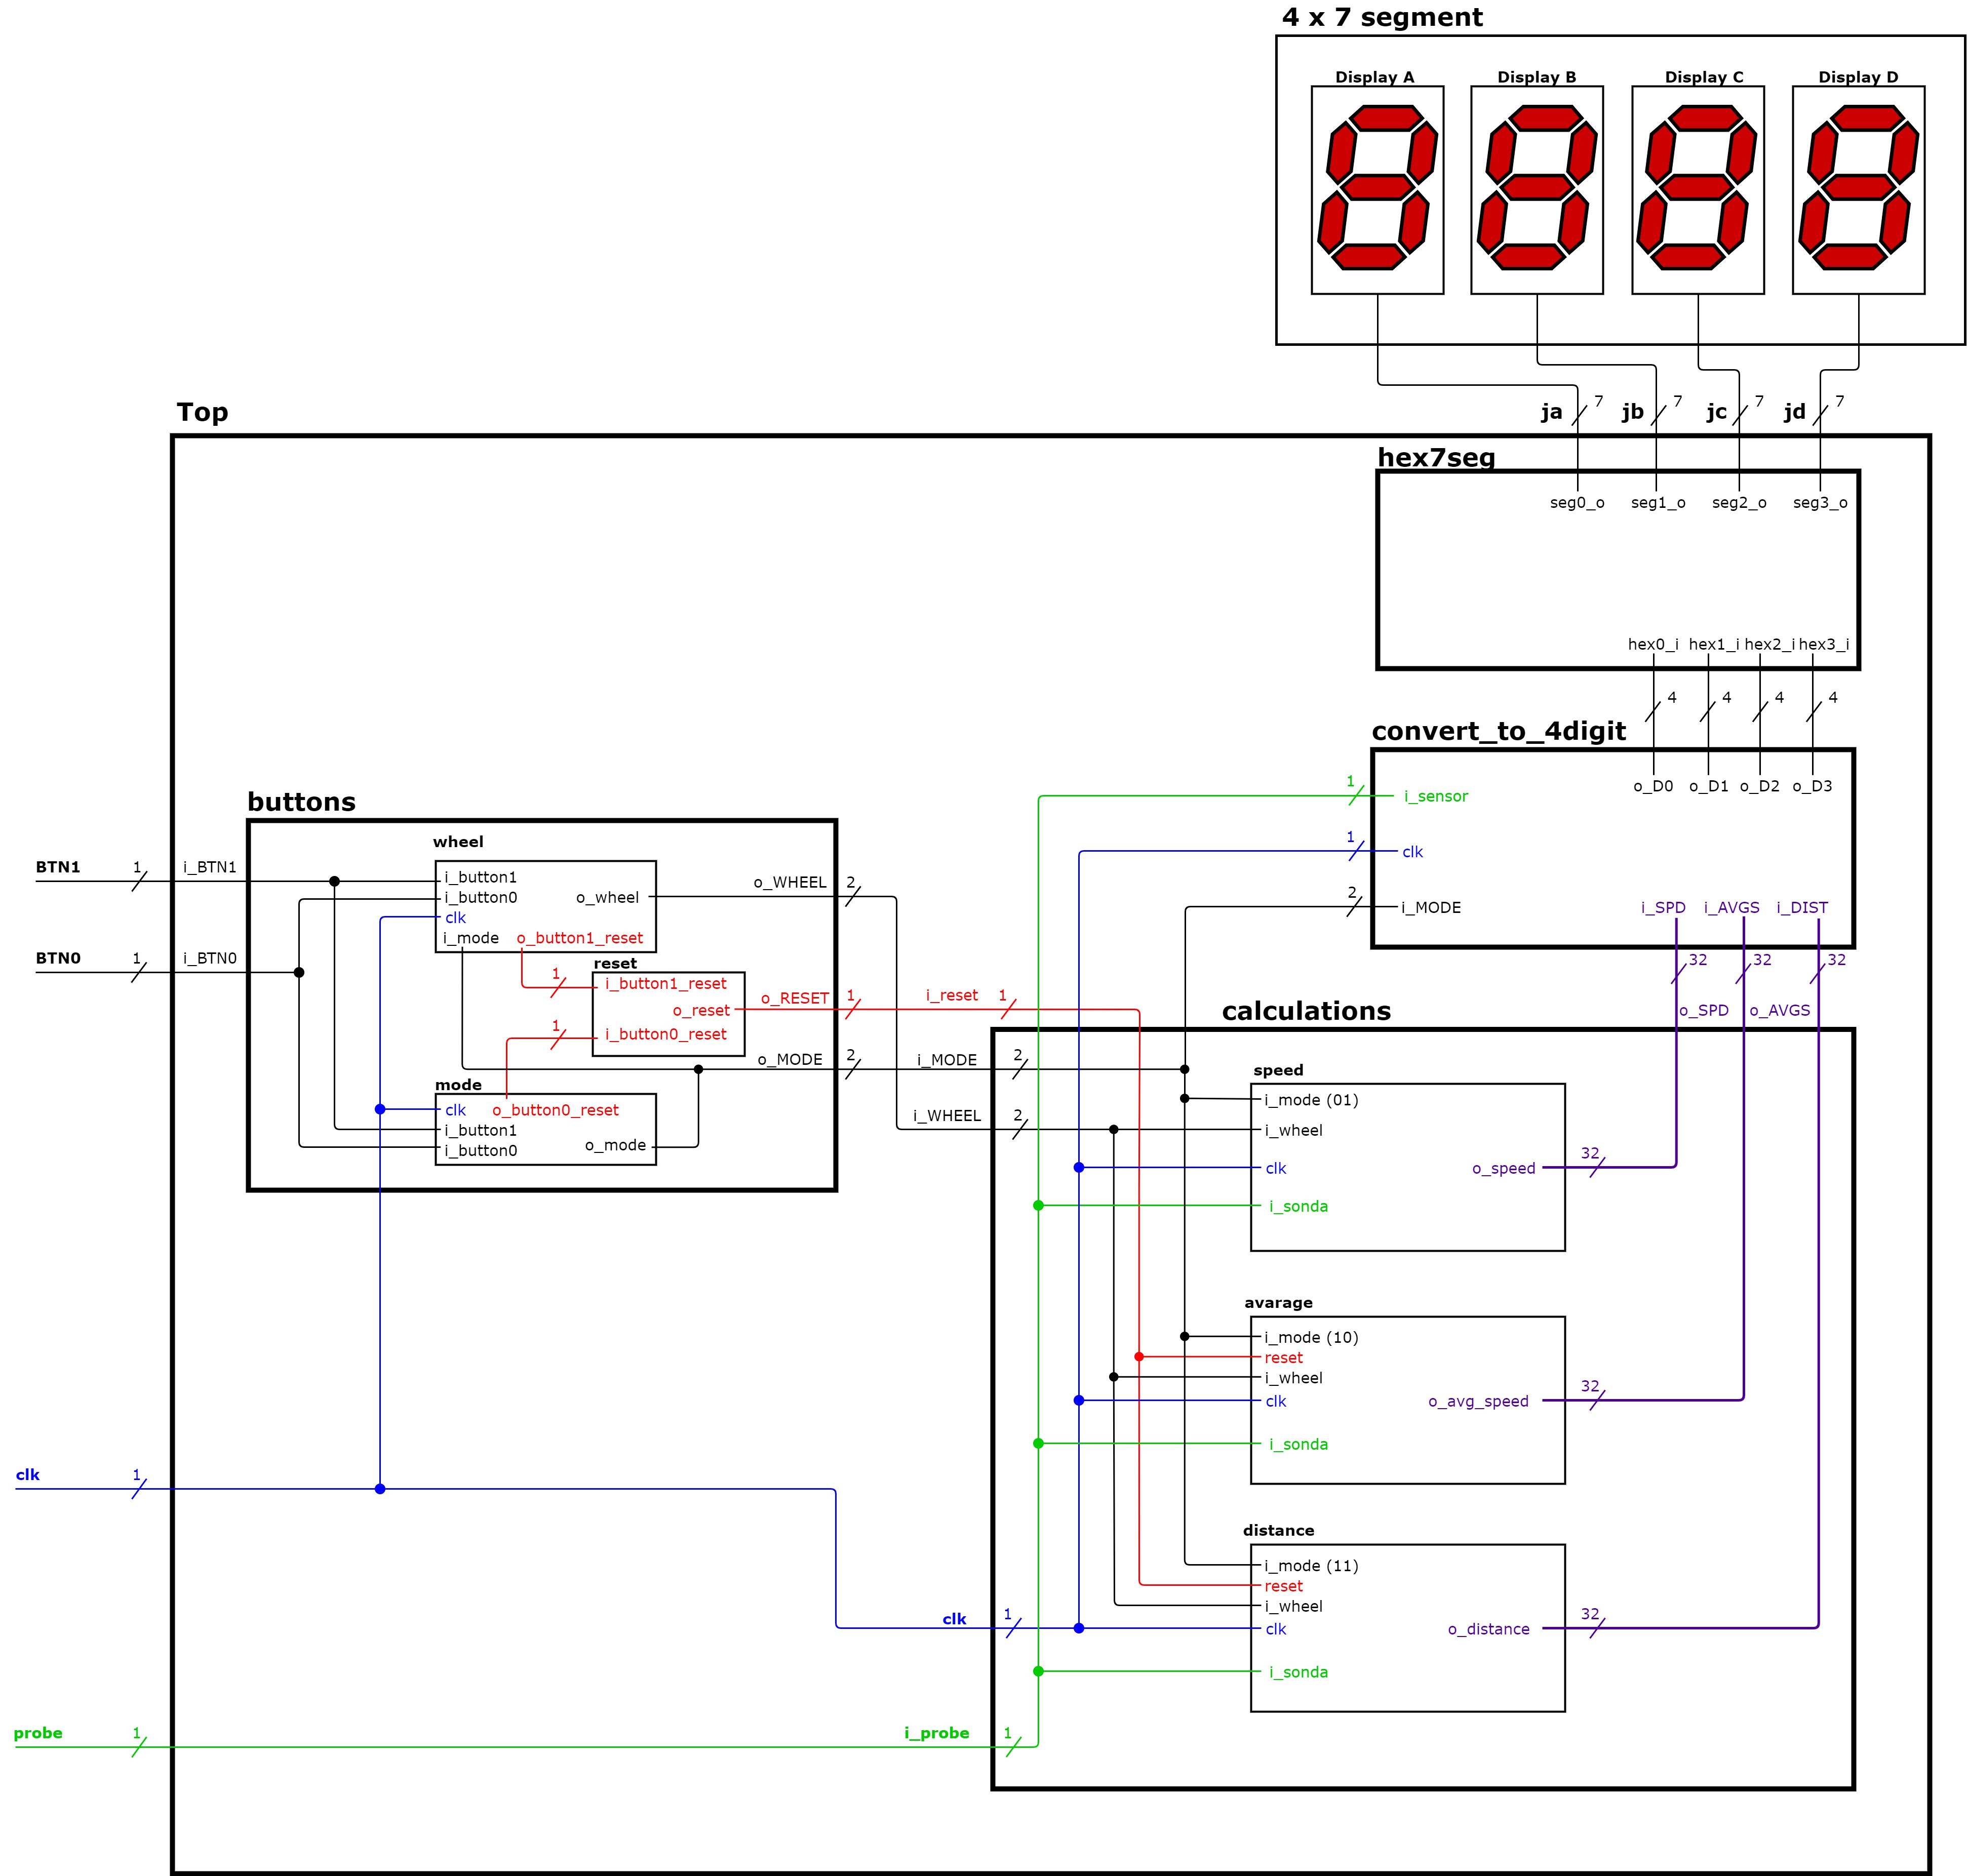 4 x 7 segment
Display A Display B Display C Display D
ja 7 jb 7 jc 7 jd 7
Top
hex7seg
seg0_o seg1_o seg2_o seg3_o
hex0_i hex1_i hex2_i hex3_i
4 4 4 4
convert_to_4digit
o_D0 o_D1 o_D2 o_D3
1 i_sensor
1 clk
2 i_MODE
i_SPD i_AVGS i_DIST
32 32 32
o_SPD o_AVGS
buttons
BTN1 1 i_BTN1
BTN0 1 i_BTN0
wheel
i_button1
i_button0
clk
i_mode
o_wheel
o_button1_reset
1
reset
i_button1_reset
o_reset
i_button0_reset
1
mode
clk
o_button0_reset
i_button1
i_button0
o_mode
o_WHEEL 2
o_RESET 1
o_MODE 2
i_reset 1
i_MODE 2
i_WHEEL 2
calculations
speed
i_mode (01)
i_wheel
clk
i_sonda
o_speed 32
avarage
i_mode (10)
reset
i_wheel
clk
i_sonda
o_avg_speed 32
distance
i_mode (11)
reset
i_wheel
clk
i_sonda
o_distance 32
clk 1
clk 1
probe 1
i_probe 1